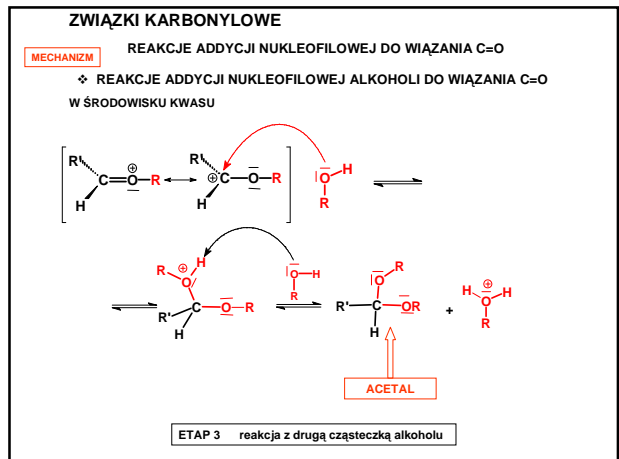 ZWIĄZKI KARBONYLOWE
MECHANIZM
REAKCJE ADDYCJI NUKLEOFILOWEJ DO WIĄZANIA C=O
❖ REAKCJE ADDYCJI NUKLEOFILOWEJ ALKOHOLI DO WIĄZANIA C=O
W ŚRODOWISKU KWASU
R' C=O R H ⊕
R' ⊕C O R H
O H R
R O H ⊕ R' C O R H
O H R
R' C O R OR H
+
H O H R ⊕
ACETAL
ETAP 3 reakcja z drugą cząsteczką alkoholu